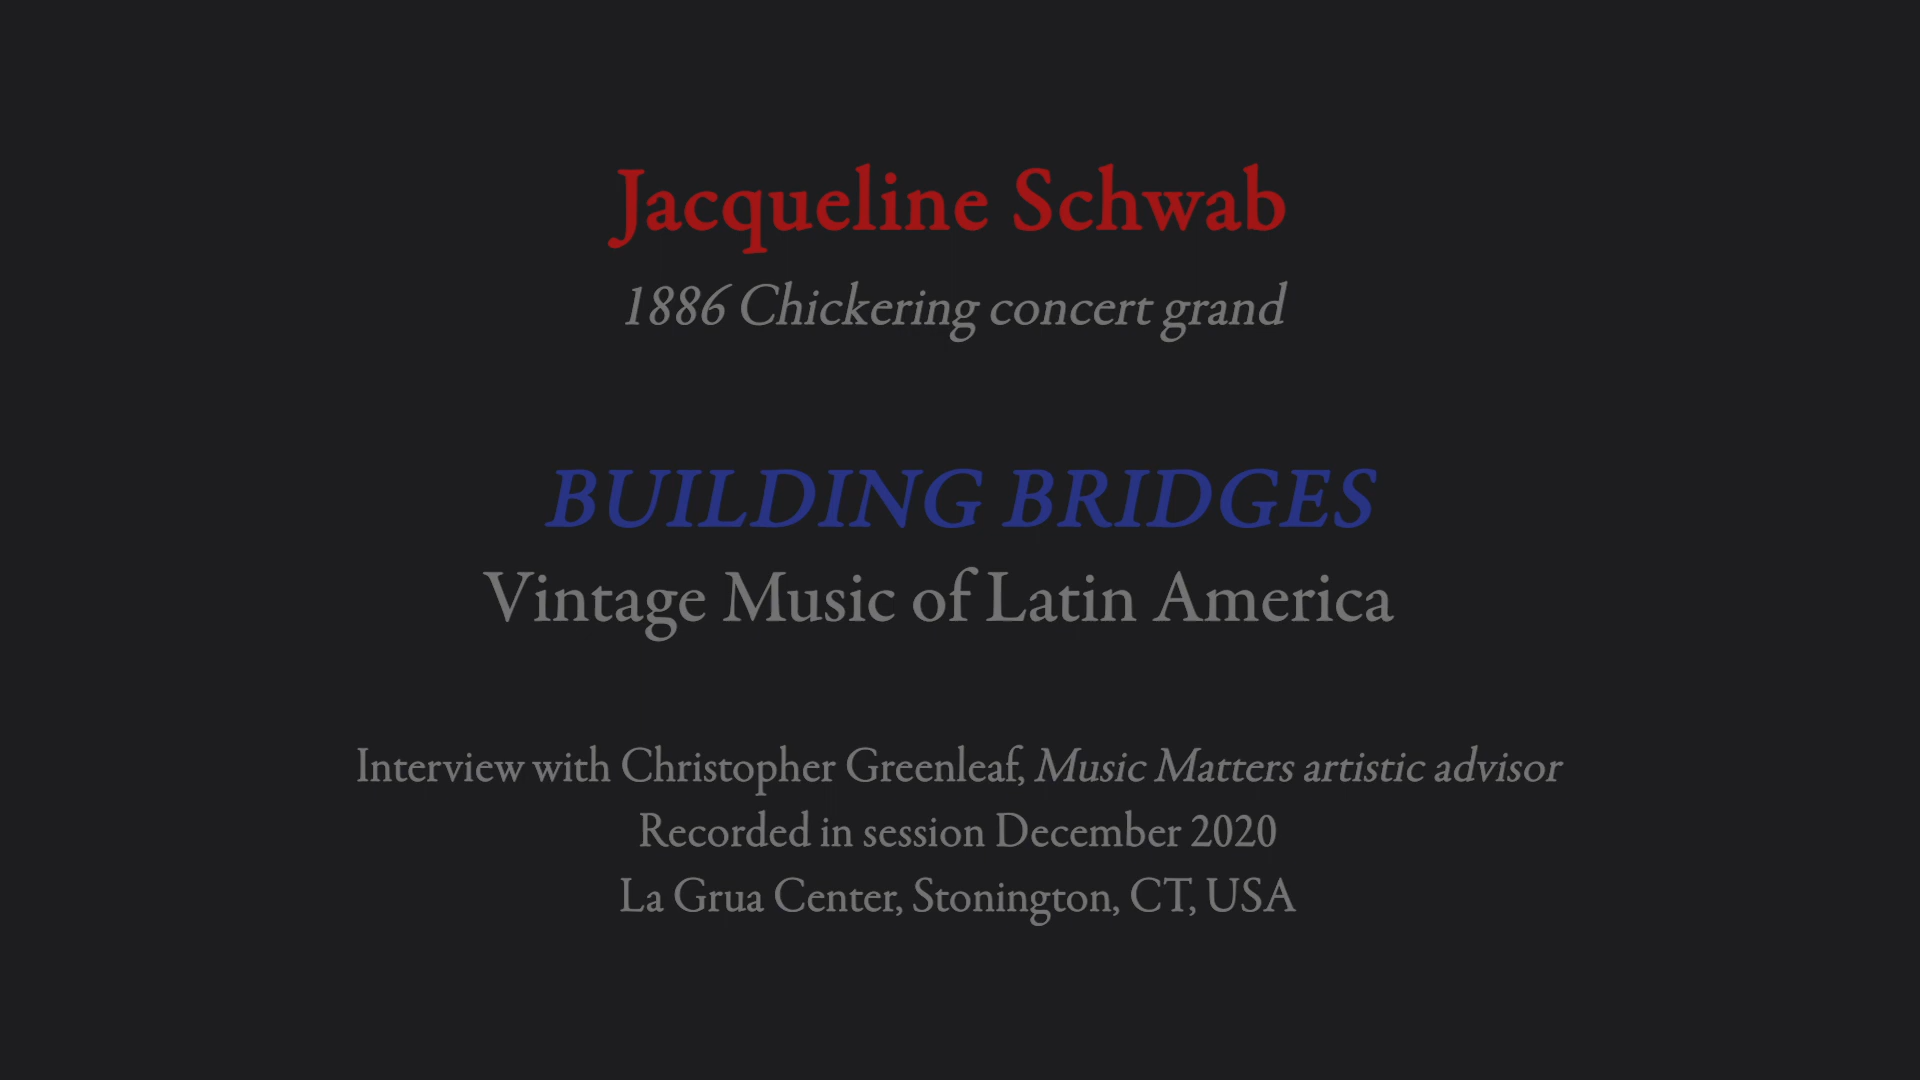 Jacqueline Schwab
1886 Chickering concert grand
BUILDING BRIDGES
Vintage Music of Latin America
Interview with Christopher Greenleaf, Music Matters artistic advisor
Recorded in session December 2020
La Grua Center, Stonington, CT, USA